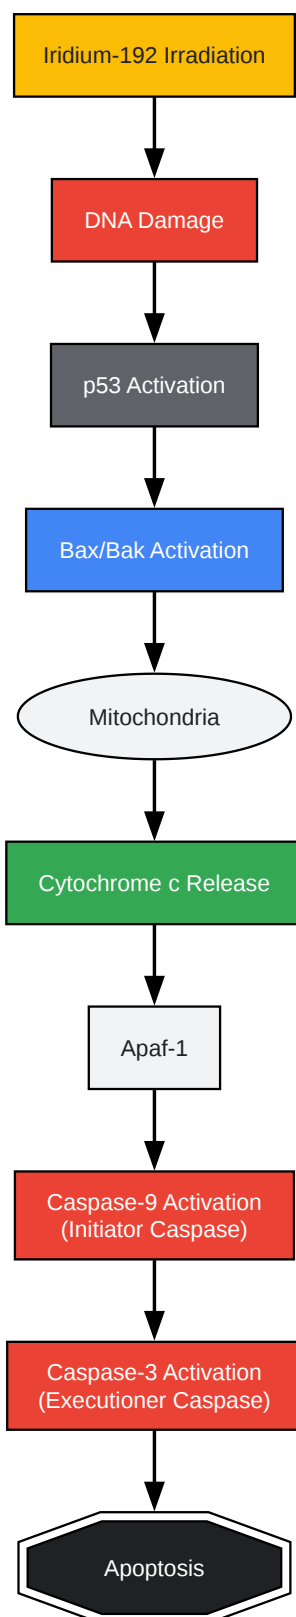 Iridium-192 Irradiation
DNA Damage
p53 Activation
Bax/Bak Activation
Mitochondria
Cytochrome c Release
Apaf-1
Caspase-9 Activation
(Initiator Caspase)
Caspase-3 Activation
(Executioner Caspase)
Apoptosis